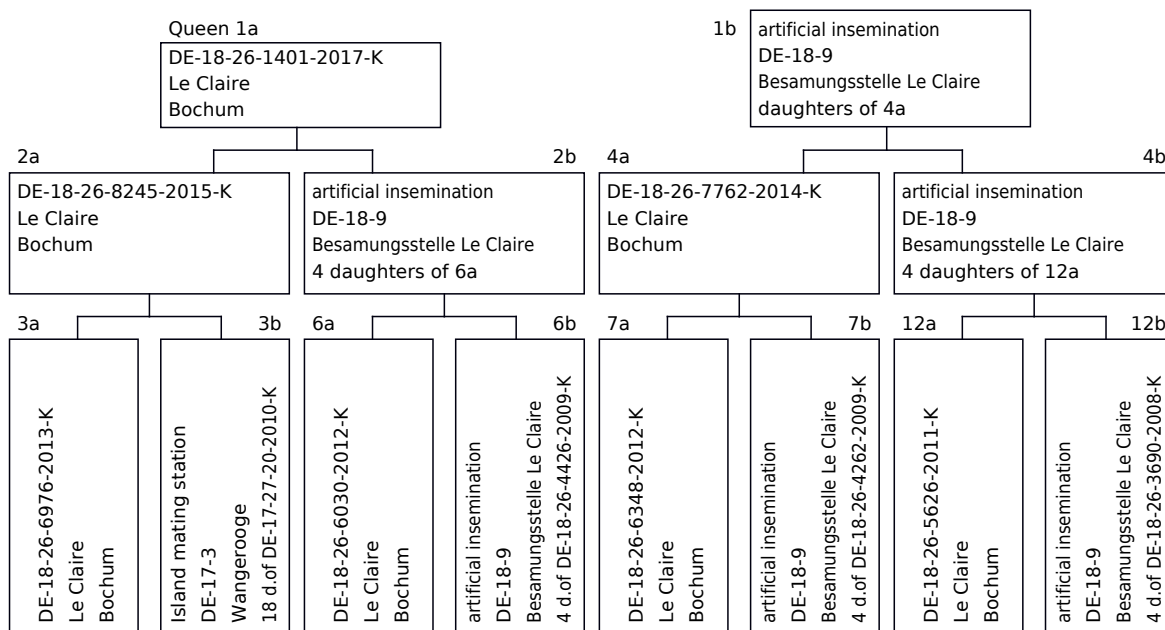 Queen 1a
DE-18-26-1401-2017-K
Le Claire
Bochum
1b
artificial insemination
DE-18-9
Besamungsstelle Le Claire
daughters of 4a
2a
DE-18-26-8245-2015-K
Le Claire
Bochum
2b
artificial insemination
DE-18-9
Besamungsstelle Le Claire
4 daughters of 6a
4a
DE-18-26-7762-2014-K
Le Claire
Bochum
4b
artificial insemination
DE-18-9
Besamungsstelle Le Claire
4 daughters of 12a
3a
DE-18-26-6976-2013-K
Le Claire
Bochum
3b
Island mating station
DE-17-3
Wangerooge
18 d.of DE-17-27-20-2010-K
6a
DE-18-26-6030-2012-K
Le Claire
Bochum
6b
artificial insemination
DE-18-9
Besamungsstelle Le Claire
4 d.of DE-18-26-4426-2009-K
7a
DE-18-26-6348-2012-K
Le Claire
Bochum
7b
artificial insemination
DE-18-9
Besamungsstelle Le Claire
4 d.of DE-18-26-4262-2009-K
12a
DE-18-26-5626-2011-K
Le Claire
Bochum
12b
artificial insemination
DE-18-9
Besamungsstelle Le Claire
4 d.of DE-18-26-3690-2008-K